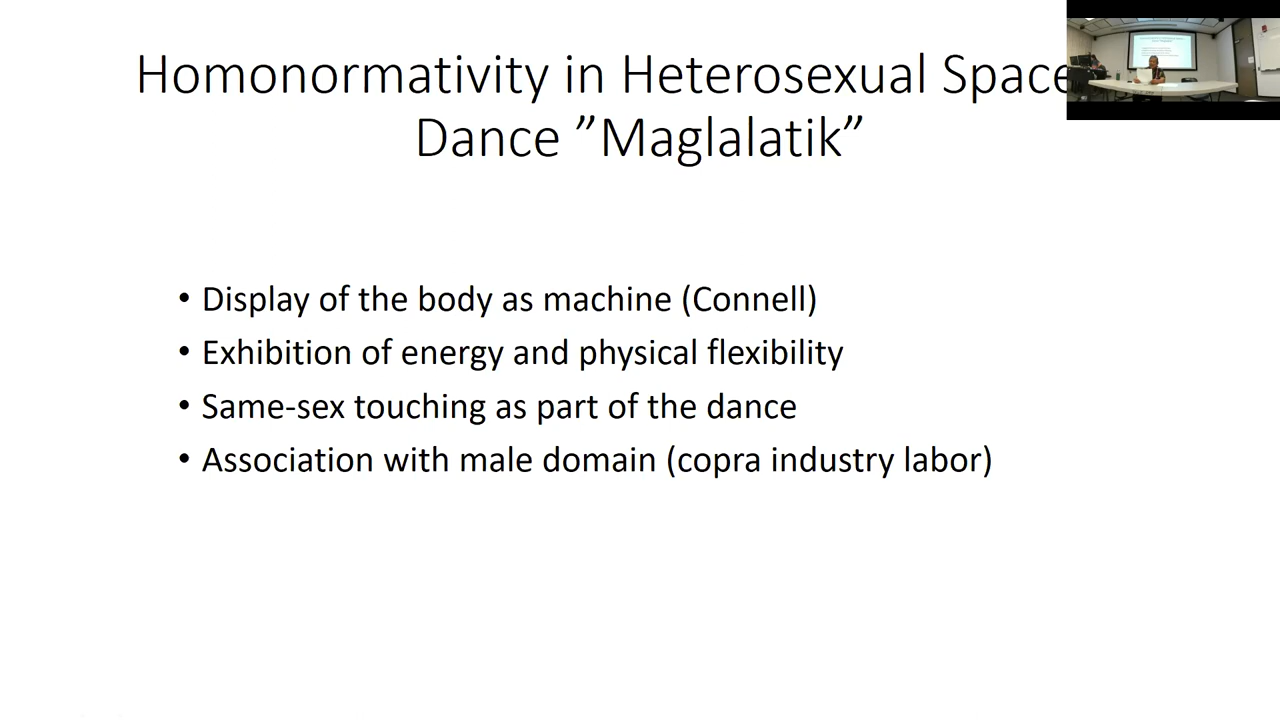 Homonormativity in Heterosexual Space
Dance ”Maglalatik”
• Display of the body as machine (Connell)
• Exhibition of energy and physical flexibility
• Same-sex touching as part of the dance
• Association with male domain (copra industry labor)